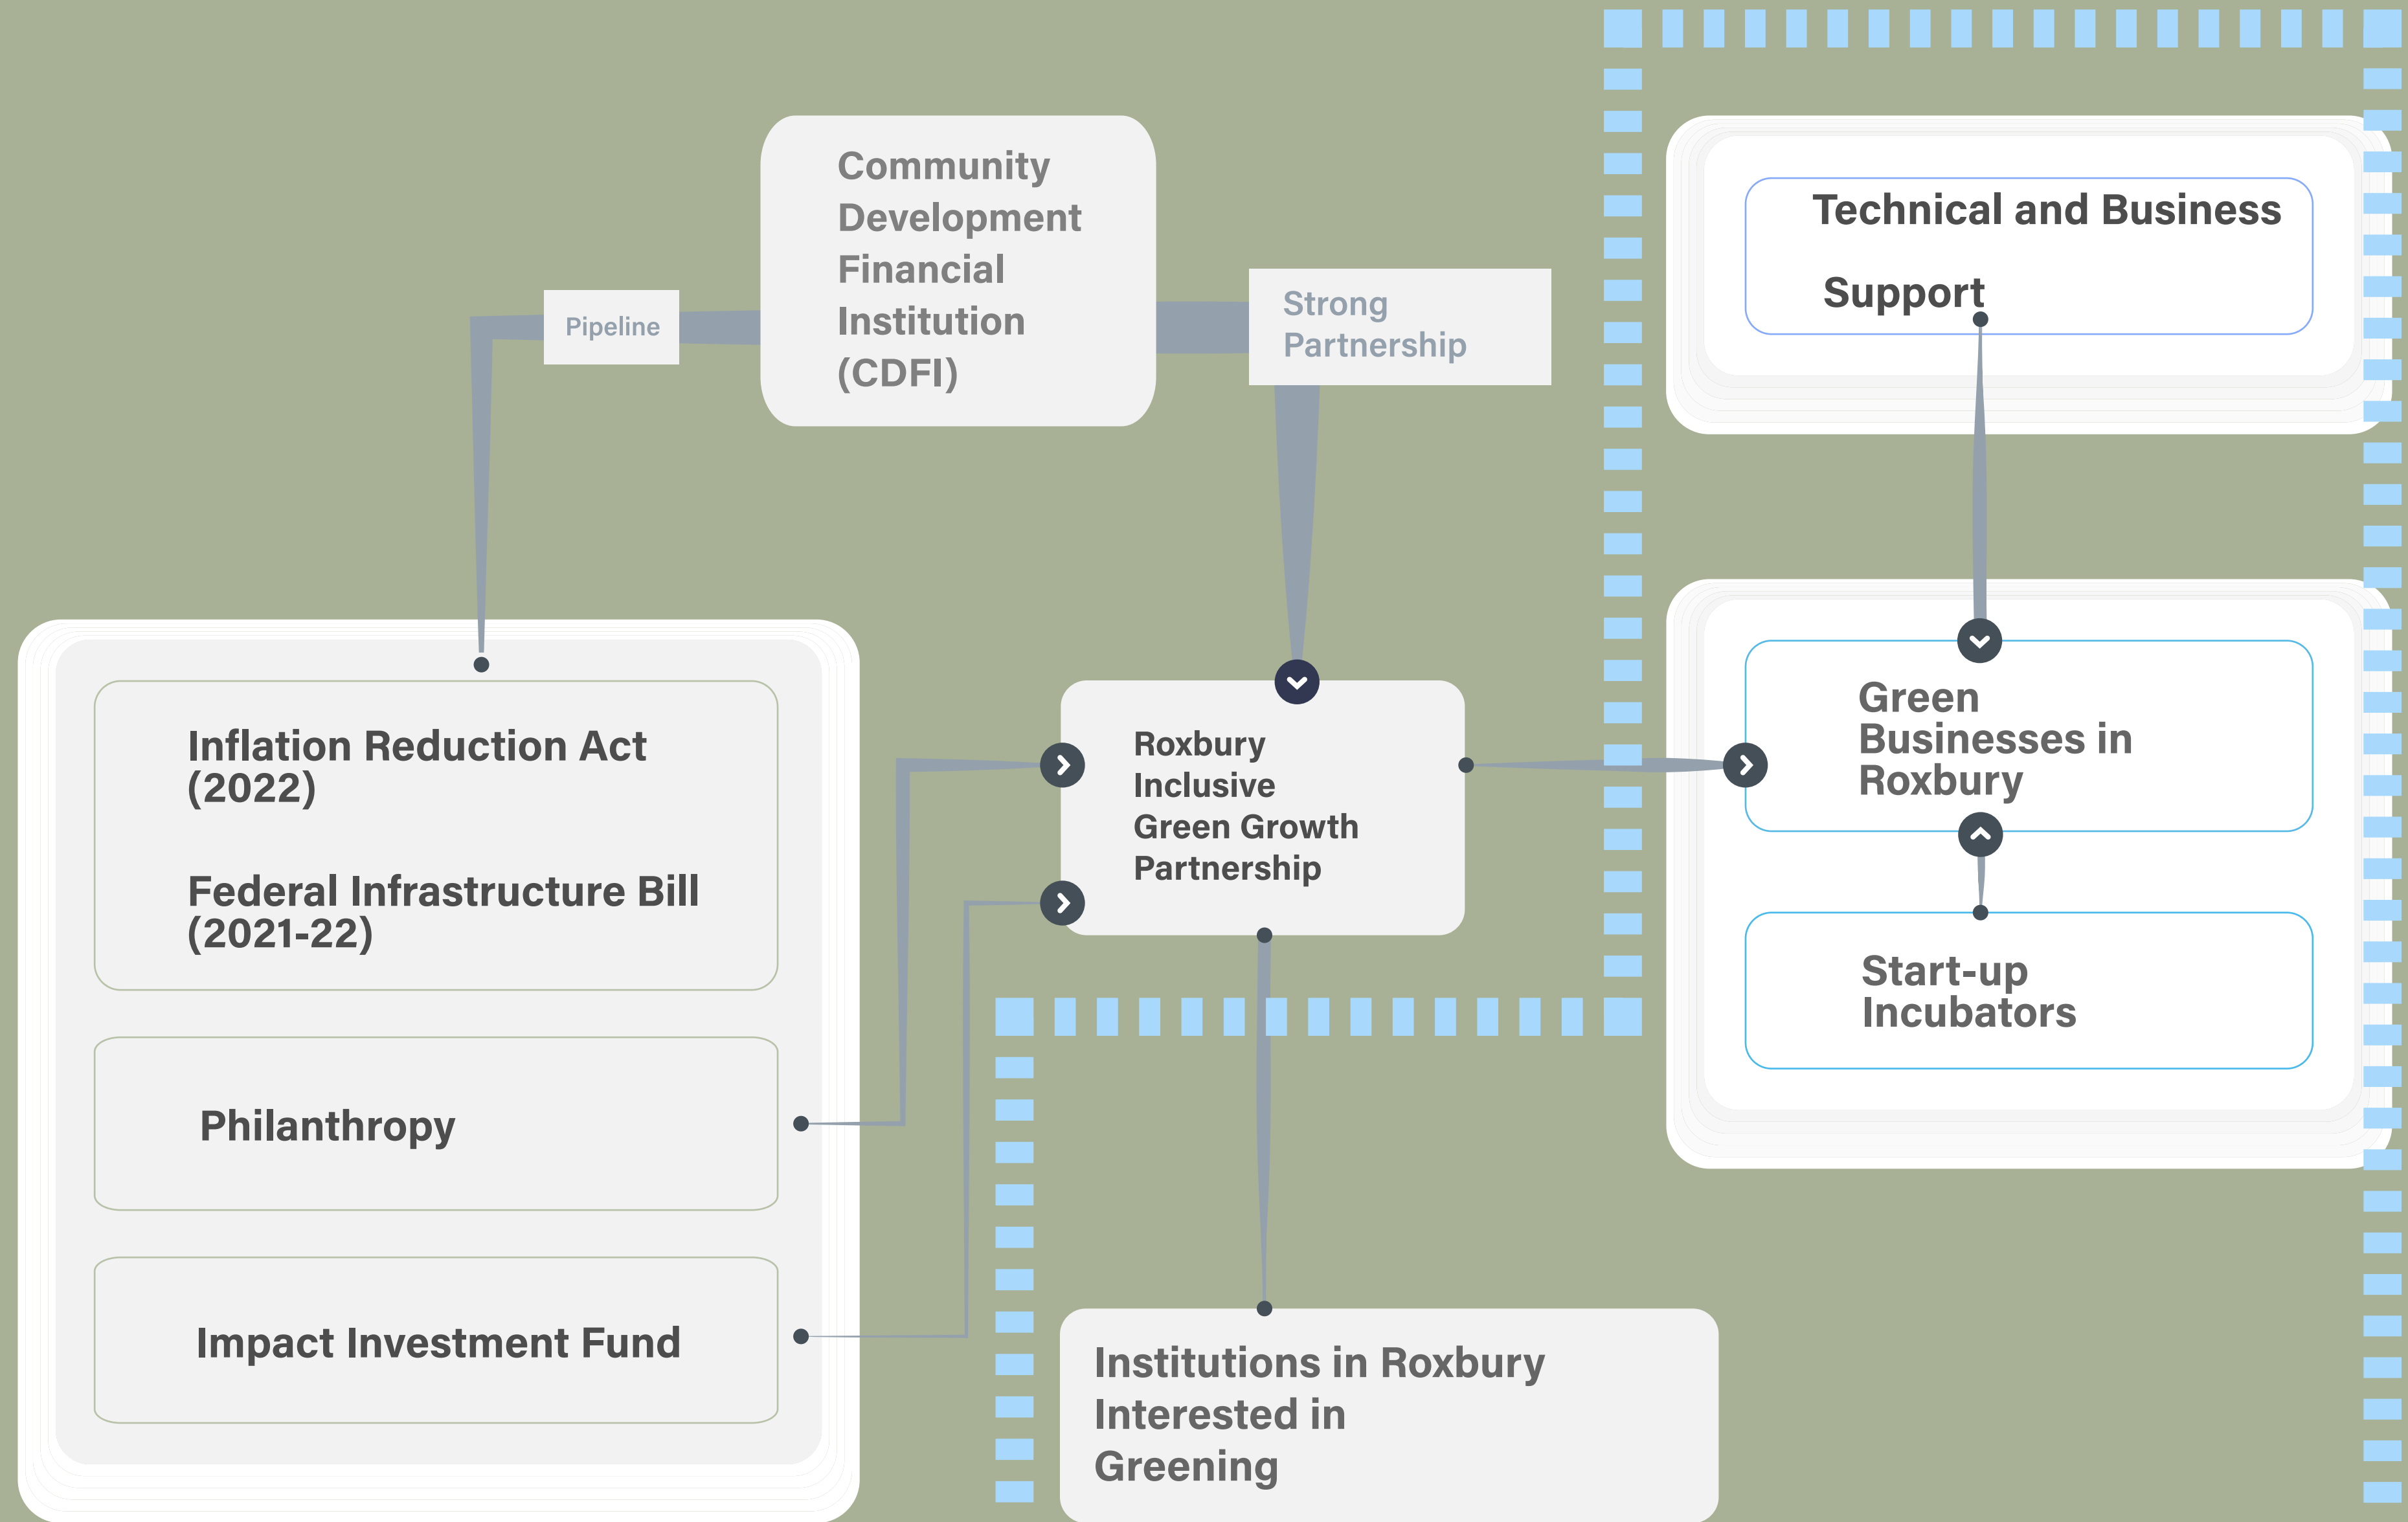 Community
Development
Financial
Institution
(CDFI)
Pipeline
Strong
Partnership
Technical and Business
Support
Inflation Reduction Act
(2022)
Federal Infrastructure Bill
(2021-22)
Philanthropy
Impact Investment Fund
Roxbury
Inclusive
Green Growth
Partnership
Green
Businesses in
Roxbury
Start-up
Incubators
Institutions in Roxbury
Interested in
Greening